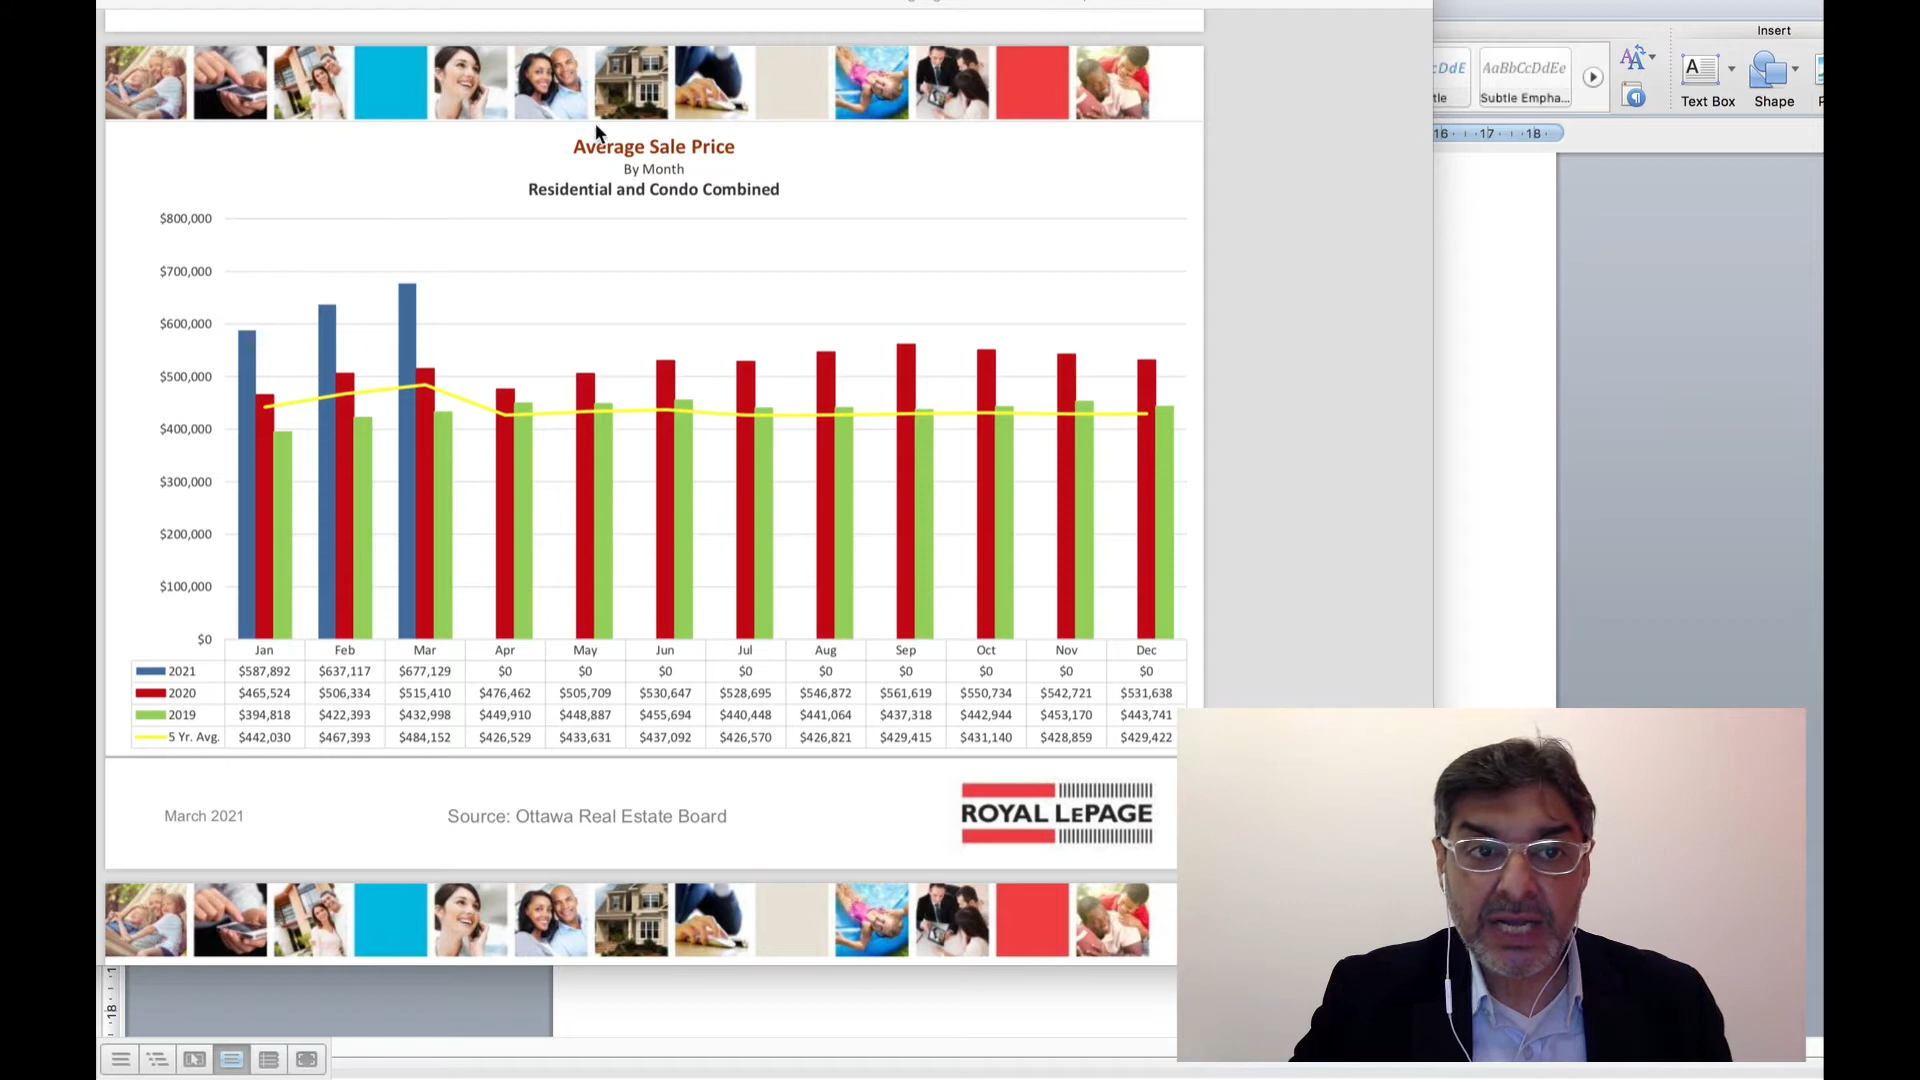 Insert
CDdE
AaBbCcDdEe
tle
Subtle Empha...
A
Text Box
Shape
16 17 18
Average Sale Price
By Month
Residential and Condo Combined
$800,000
$700,000
$600,000
$500,000
$400,000
$300,000
$200,000
$100,000
$0
Jan Feb Mar Apr May Jun Jul Aug Sep Oct Nov Dec
2021 $587,892 $637,117 $677,129 $0 $0 $0 $0 $0 $0 $0 $0 $0
2020 $465,524 $506,334 $515,410 $476,462 $505,709 $530,647 $528,695 $546,872 $561,619 $550,734 $542,721 $531,638
2019 $394,818 $422,393 $432,998 $449,910 $448,887 $455,694 $440,448 $441,064 $437,318 $442,944 $453,170 $443,741
5 Yr. Avg. $442,030 $467,393 $484,152 $426,529 $433,631 $437,092 $426,570 $426,821 $429,415 $431,140 $428,859 $429,422
March 2021
Source: Ottawa Real Estate Board
ROYAL LEPAGE
18